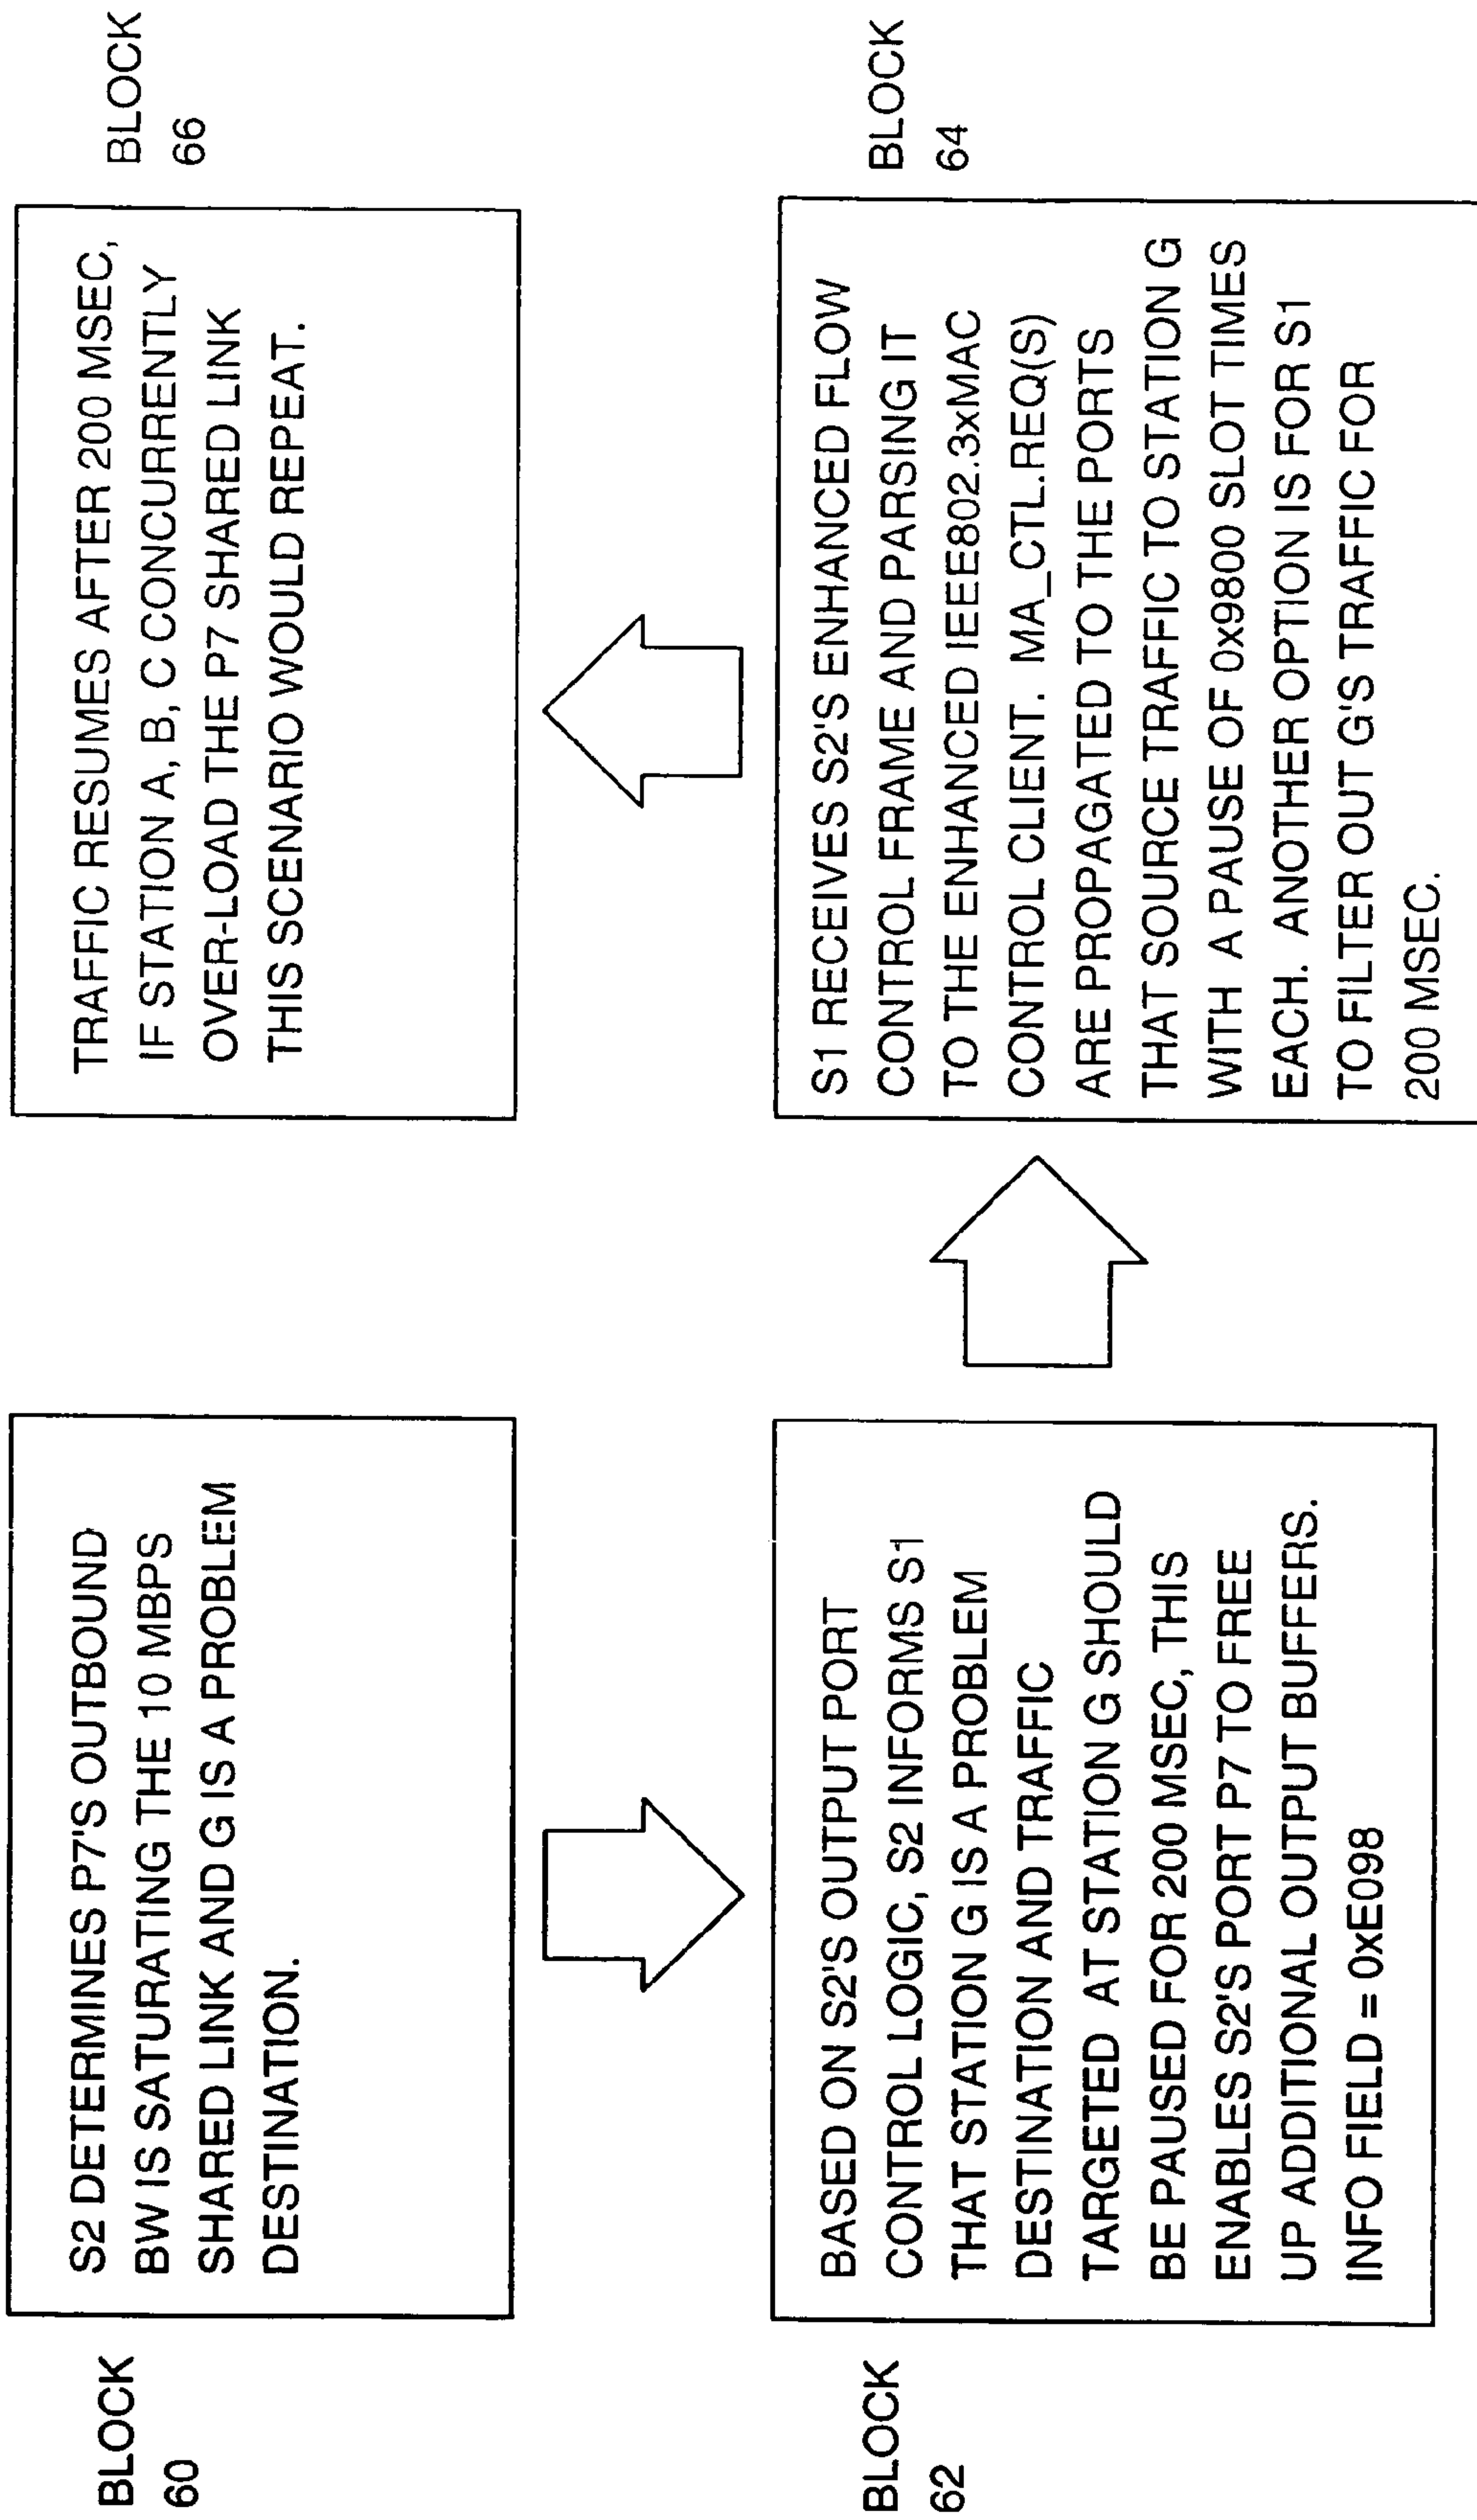 BLOCK
60
S2 DETERMINES P7'S OUTBOUND
BW IS SATURATING THE 10 MBPS
SHARED LINK AND G IS A PROBLEM
DESTINATION.
BLOCK
62
BASED ON S2'S OUTPUT PORT
CONTROL LOGIC, S2 INFORMS S1
THAT STATION G IS A PROBLEM
DESTINATION AND TRAFFIC
TARGETED AT STATION G SHOULD
BE PAUSED FOR 200 MSEC, THIS
ENABLES S2'S PORT P7 TO FREE
UP ADDITIONAL OUTPUT BUFFERS.
INFO FIELD = 0xE098
BLOCK
64
S1 RECEIVES S2'S ENHANCED FLOW
CONTROL FRAME AND PARSING IT
TO THE ENHANCED IEEE802.3xMAC
CONTROL CLIENT. MA_CTL.REQ(S)
ARE PROPAGATED TO THE PORTS
THAT SOURCE TRAFFIC TO STATION G
WITH A PAUSE OF 0x9800 SLOT TIMES
EACH. ANOTHER OPTION IS FOR S1
TO FILTER OUT G'S TRAFFIC FOR
200 MSEC.
BLOCK
66
TRAFFIC RESUMES AFTER 200 MSEC,
IF STATION A, B, C CONCURRENTLY
OVER-LOAD THE P7 SHARED LINK
THIS SCENARIO WOULD REPEAT.